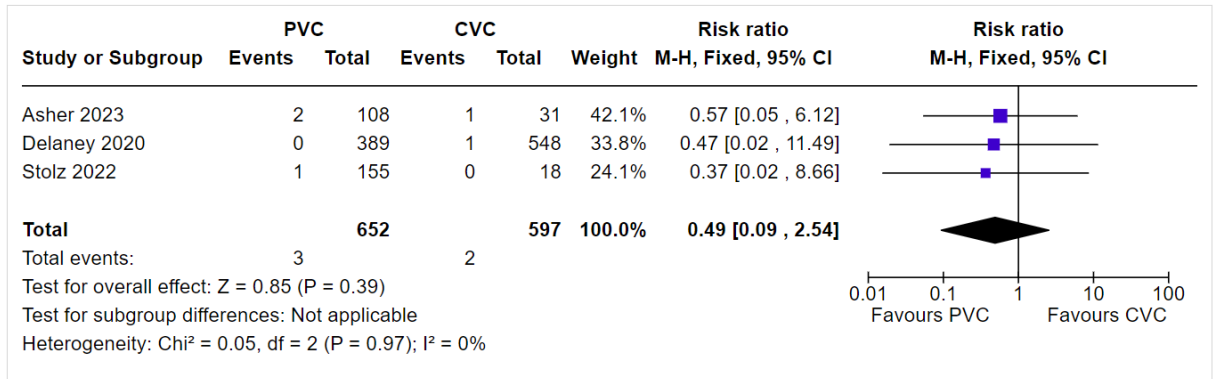 PVC CVC Risk ratio Risk ratio
Study or Subgroup Events Total Events Total Weight M-H, Fixed, 95% CI M-H, Fixed, 95% CI
Asher 2023 2 108 1 31 42.1% 0.57 [0.05 , 6.12]
Delaney 2020 0 389 1 548 33.8% 0.47 [0.02 , 11.49]
Stolz 2022 1 155 0 18 24.1% 0.37 [0.02 , 8.66]
Total 652 597 100.0% 0.49 [0.09 , 2.54]
Total events: 3 2
Test for overall effect: Z = 0.85 (P = 0.39)
Test for subgroup differences: Not applicable
Heterogeneity: Chi² = 0.05, df = 2 (P = 0.97); I² = 0%
0.01 0.1 1 10 100
Favours PVC Favours CVC